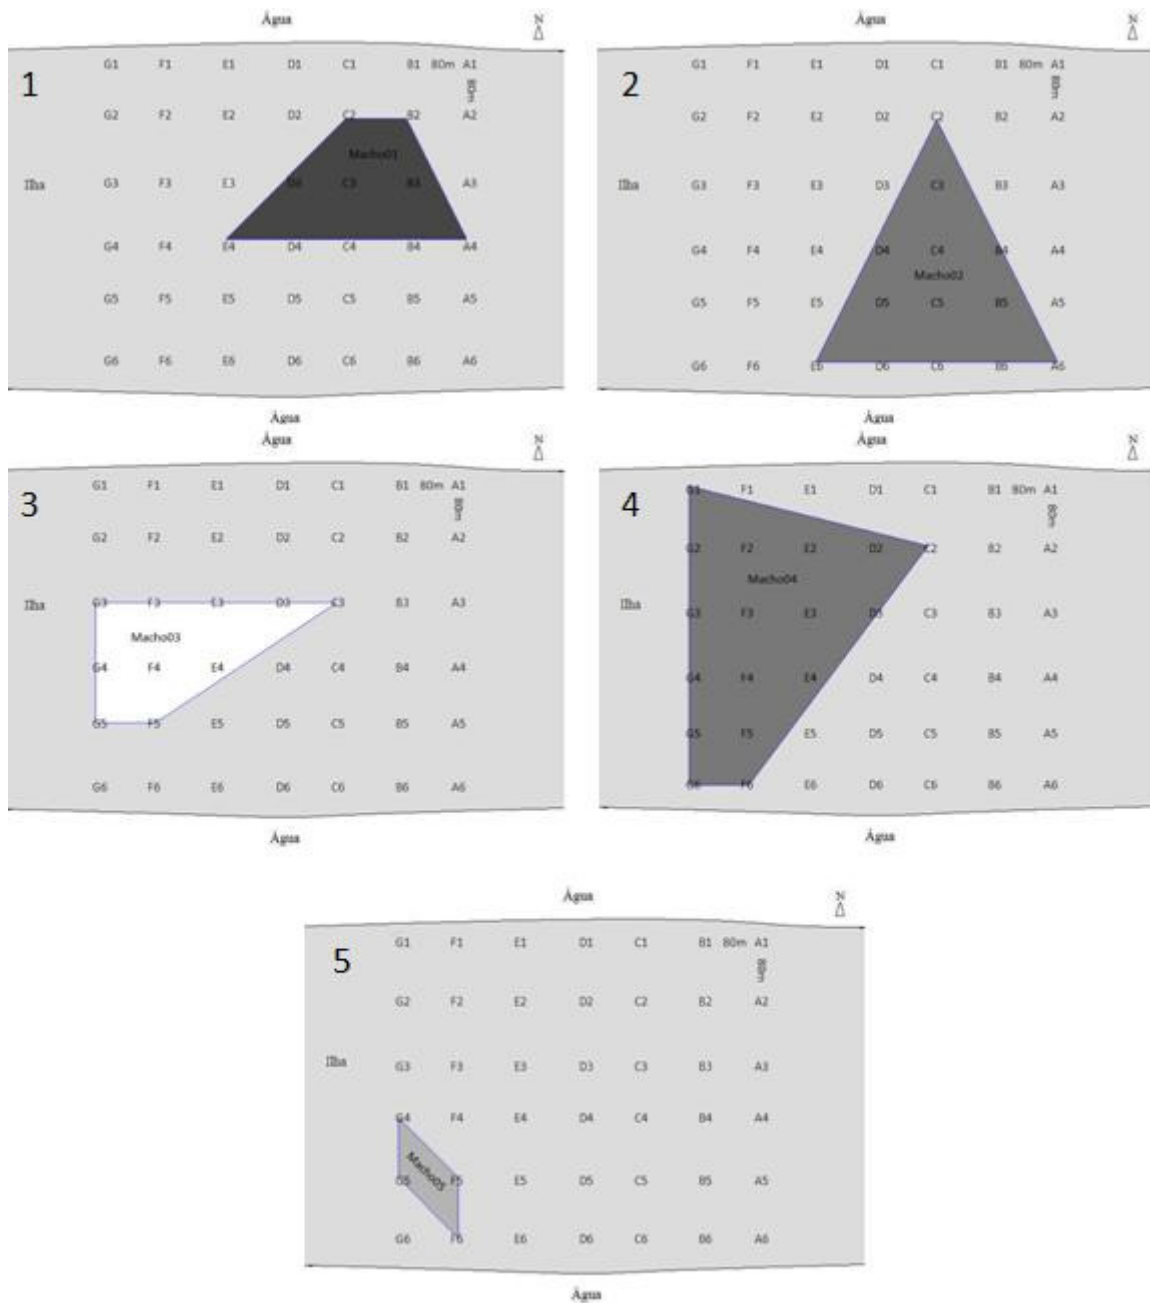 Água
N
1
G1 F1 E1 D1 C1 B1 80m A1
80m
G2 F2 E2 D2 C2 B2 A2
Macho01
Ilha G3 F3 E3 D3 C3 B3 A3
G4 F4 E4 D4 C4 B4 A4
G5 F5 E5 D5 C5 B5 A5
G6 F6 E6 D6 C6 B6 A6
Água
Água
N
2
G1 F1 E1 D1 C1 B1 80m A1
80m
G2 F2 E2 D2 C2 B2 A2
Ilha G3 F3 E3 D3 C3 B3 A3
G4 F4 E4 D4 C4 B4 A4
Macho02
G5 F5 E5 D5 C5 B5 A5
G6 F6 E6 D6 C6 B6 A6
Água
Água
N
3
G1 F1 E1 D1 C1 B1 80m A1
80m
G2 F2 E2 D2 C2 B2 A2
Ilha G3 F3 E3 D3 C3 B3 A3
Macho03
G4 F4 E4 D4 C4 B4 A4
G5 F5 E5 D5 C5 B5 A5
G6 F6 E6 D6 C6 B6 A6
Água
Água
N
4
G1 F1 E1 D1 C1 B1 80m A1
80m
G2 F2 E2 D2 C2 B2 A2
Macho04
Ilha G3 F3 E3 D3 C3 B3 A3
G4 F4 E4 D4 C4 B4 A4
G5 F5 E5 D5 C5 B5 A5
G6 F6 E6 D6 C6 B6 A6
Água
Água
N
5
G1 F1 E1 D1 C1 B1 80m A1
80m
G2 F2 E2 D2 C2 B2 A2
Ilha G3 F3 E3 D3 C3 B3 A3
G4 F4 E4 D4 C4 B4 A4
Macho05
G5 F5 E5 D5 C5 B5 A5
G6 F6 E6 D6 C6 B6 A6
Água